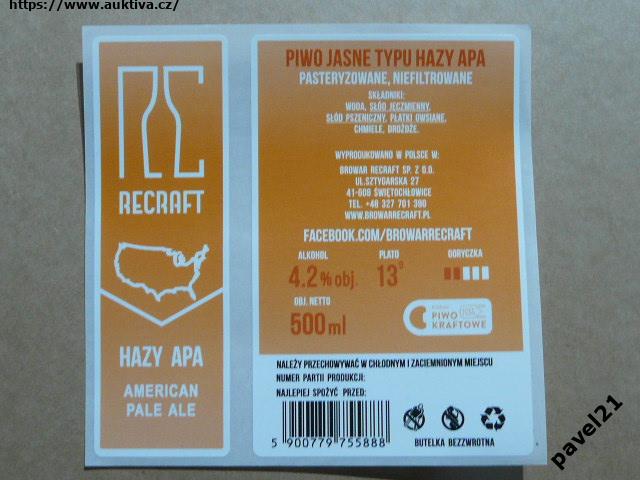 https://www.auktiva.cz/
RECRAFT
HAZY APA
AMERICAN
PALE ALE
PIWO JASNE TYPU HAZY APA
PASTERYZOWANE, NIEFILTROWANE
SKŁADNIKI:
WODA, SŁÓD JĘCZMIENNY,
SŁÓD PSZENICZNY, PŁATKI OWSIANE,
CHMIELE, DROŻDŻE.
WYPRODUKOWANO W POLSCE W:
BROWAR RECRAFT SP. Z O.O.
UL.SZTYGARSKA 27
41-608 ŚWIĘTOCHŁOWICE
TEL. +48 327 701 380
WWW.BROWARRECRAFT.PL
FACEBOOK.COM/BROWARRECRAFT
ALKOHOL PLATO GORYCZKA
4.2% obj. 13°
OBJ. NETTO
500ml
PIWO
KRAFTOWE
NALEŻY PRZECHOWYWAĆ W CHŁODNYM I ZACIEMNIONYM MIEJSCU
NUMER PARTII PRODUKCJI:
NAJLEPIEJ SPOŻYĆ PRZED:
5 900779 755888
BUTELKA BEZZWROTNA
pavel21